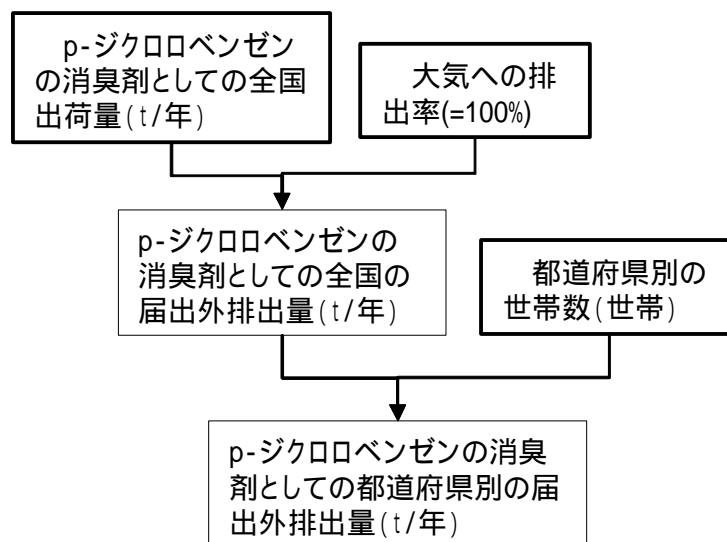 p-ジクロロベンゼン
の消臭剤としての全国
出荷量(t/年)
大気への排
出率(=100%)
p-ジクロロベンゼンの
消臭剤としての全国の
届出外排出量(t/年)
都道府県別の
世帯数(世帯)
p-ジクロロベンゼンの消臭
剤としての都道府県別の届
出外排出量(t/年)